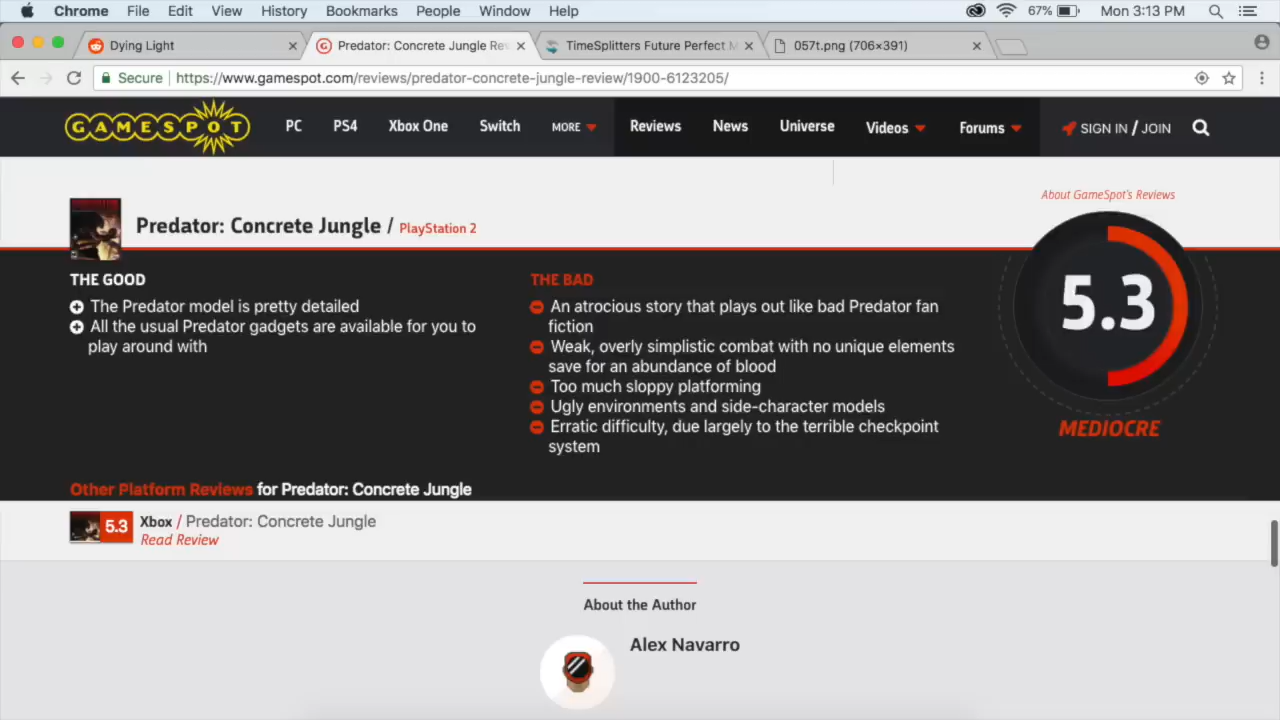 Chrome File Edit View History Bookmarks People Window Help 67% Mon 3:13 PM
Dying Light Predator: Concrete Jungle Rev TimeSplitters Future Perfect M 057t.png (706×391)
Secure https://www.gamespot.com/reviews/predator-concrete-jungle-review/1900-6123205/
GAMESPOT PC PS4 Xbox One Switch MORE Reviews News Universe Videos Forums SIGN IN / JOIN
About GameSpot's Reviews
Predator: Concrete Jungle / PlayStation 2
THE GOOD
The Predator model is pretty detailed
All the usual Predator gadgets are available for you to
play around with
THE BAD
An atrocious story that plays out like bad Predator fan
fiction
Weak, overly simplistic combat with no unique elements
save for an abundance of blood
Too much sloppy platforming
Ugly environments and side-character models
Erratic difficulty, due largely to the terrible checkpoint
system
5.3
MEDIOCRE
Other Platform Reviews for Predator: Concrete Jungle
5.3 Xbox / Predator: Concrete Jungle
Read Review
About the Author
Alex Navarro